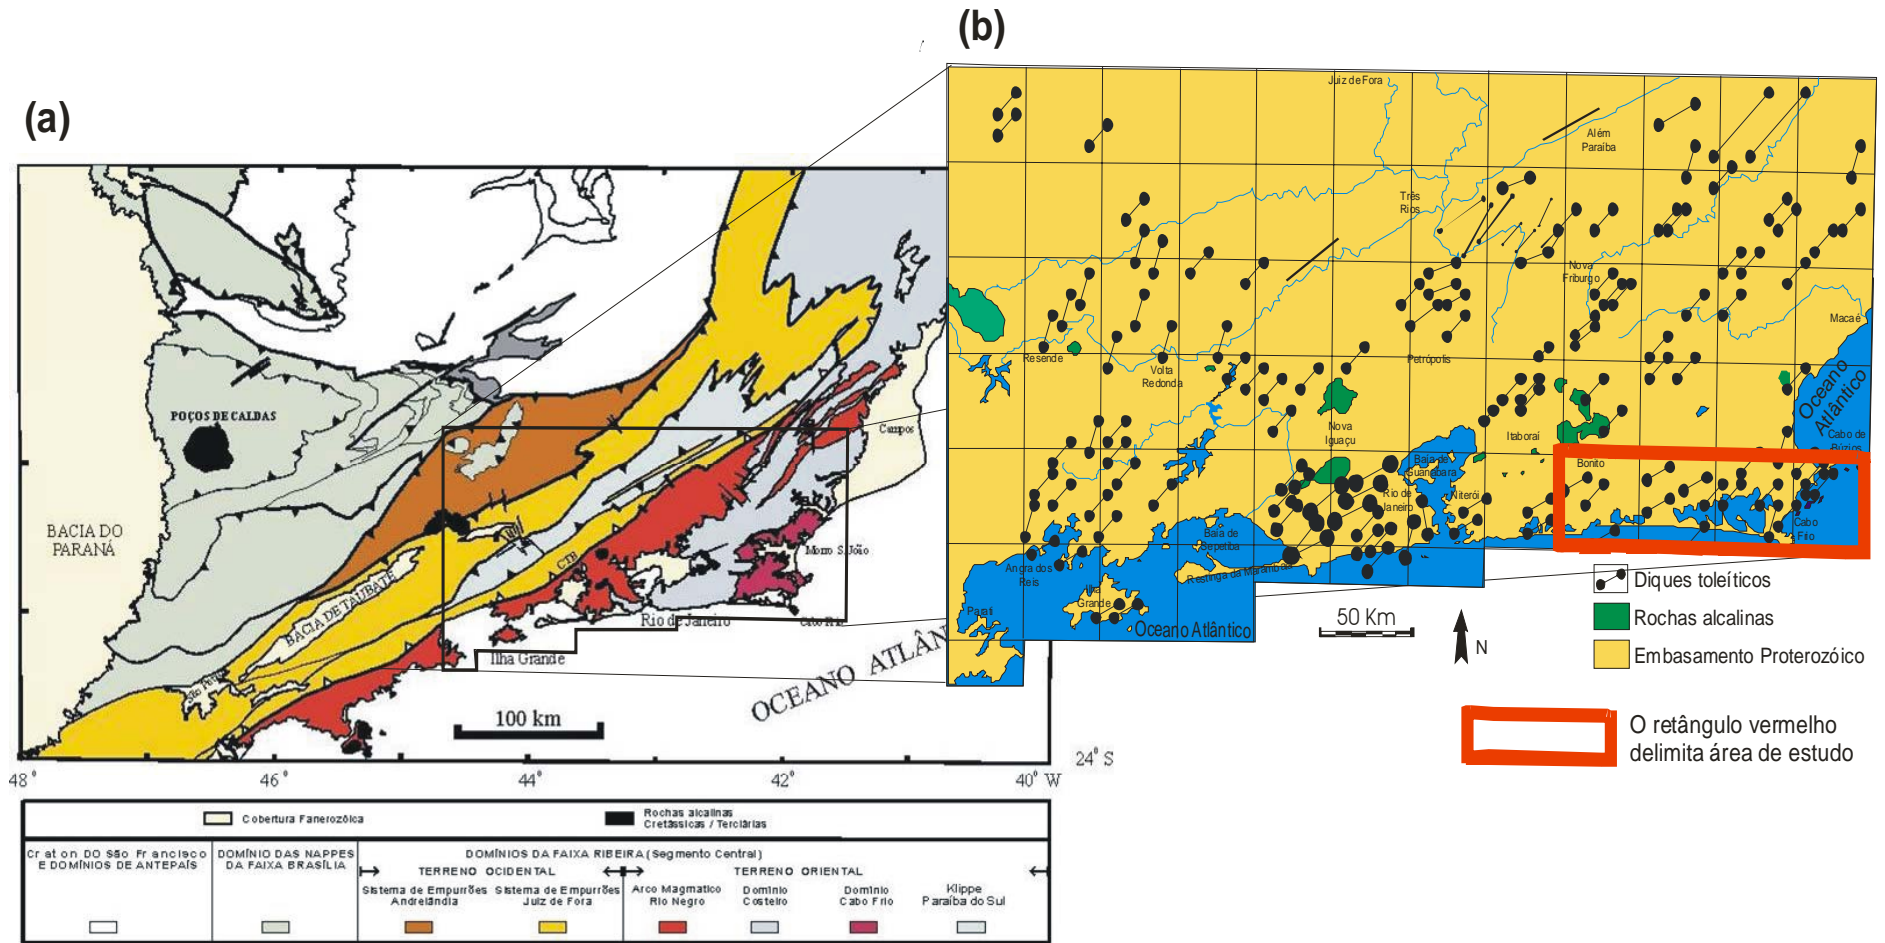 (a)
POÇOS DE CALDAS
BACIA DO
PARANÁ
BACIA DE TAUBATÉ
São Paulo
CTB
Campos
Morro S. João
Cabo Frio
Rio de Janeiro
Ilha Grande
OCEANO ATLÂN
100 km
48°
46°
44°
42°
40° W
24° S
Cobertura Fanerozóica
Rochas alcalinas
Cretássicas / Terciárias
Craton DO São Francisco
E DOMÍNIOS DE ANTEPAÍS
DOMÍNIO DAS NAPPES
DA FAIXA BRASÍLIA
DOMÍNIOS DA FAIXA RIBEIRA (Segmento Central)
TERRENO OCIDENTAL
TERRENO ORIENTAL
Sistema de Empurrões
Andrelândia
Sistema de Empurrões
Juiz de Fora
Arco Magmático
Rio Negro
Domínio
Costeiro
Domínio
Cabo Frio
Klippe
Paraíba do Sul
(b)
Juiz de Fora
Além
Paraíba
Três
Rios
Nova
Friburgo
Macaé
Resende
Volta
Redonda
Petrópolis
Oceano
Atlântico
Nova
Iguaçu
Itaboraí
Cabo de
Búzios
Baía de
Guanabara
Bonito
Rio de
Janeiro
Niterói
Cabo
Frio
Baía de
Sepetiba
Angra dos
Reis
Restinga da Marambaia
Ilha
Grande
Parati
Oceano Atlântico
50 Km
N
Diques toleíticos
Rochas alcalinas
Embasamento Proterozóico
O retângulo vermelho
delimita área de estudo